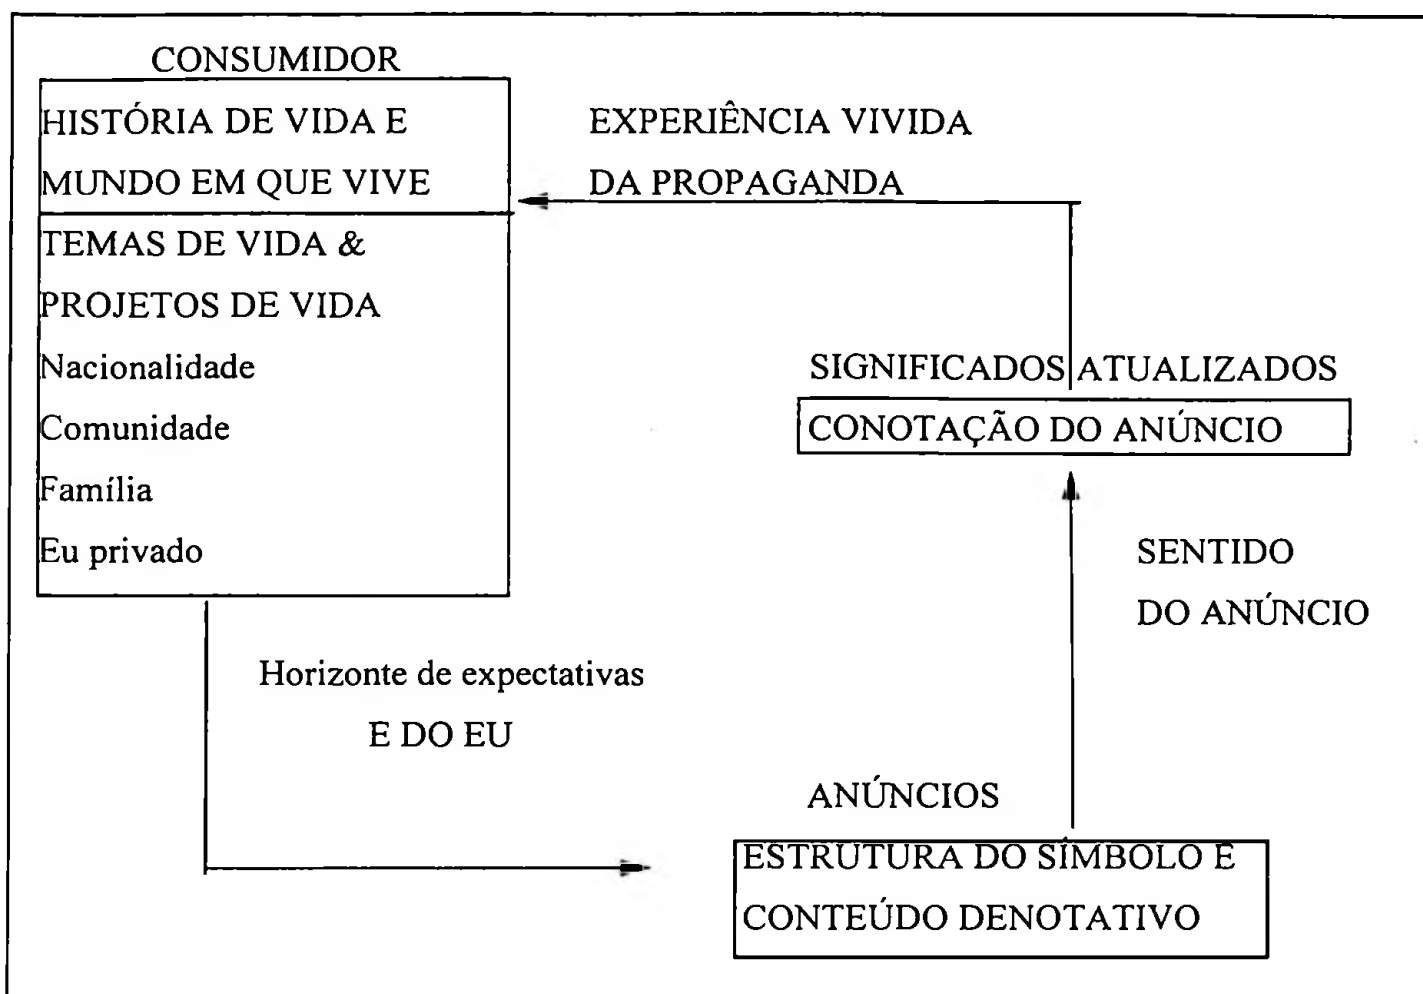 CONSUMIDOR
HISTÓRIA DE VIDA E
MUNDO EM QUE VIVE
TEMAS DE VIDA &
PROJETOS DE VIDA
Nacionalidade
Comunidade
Família
Eu privado
EXPERIÊNCIA VIVIDA
DA PROPAGANDA
SIGNIFICADOS ATUALIZADOS
CONOTAÇÃO DO ANÚNCIO
SENTIDO
DO ANÚNCIO
Horizonte de expectativas
E DO EU
ANÚNCIOS
ESTRUTURA DO SÍMBOLO E
CONTEÚDO DENOTATIVO